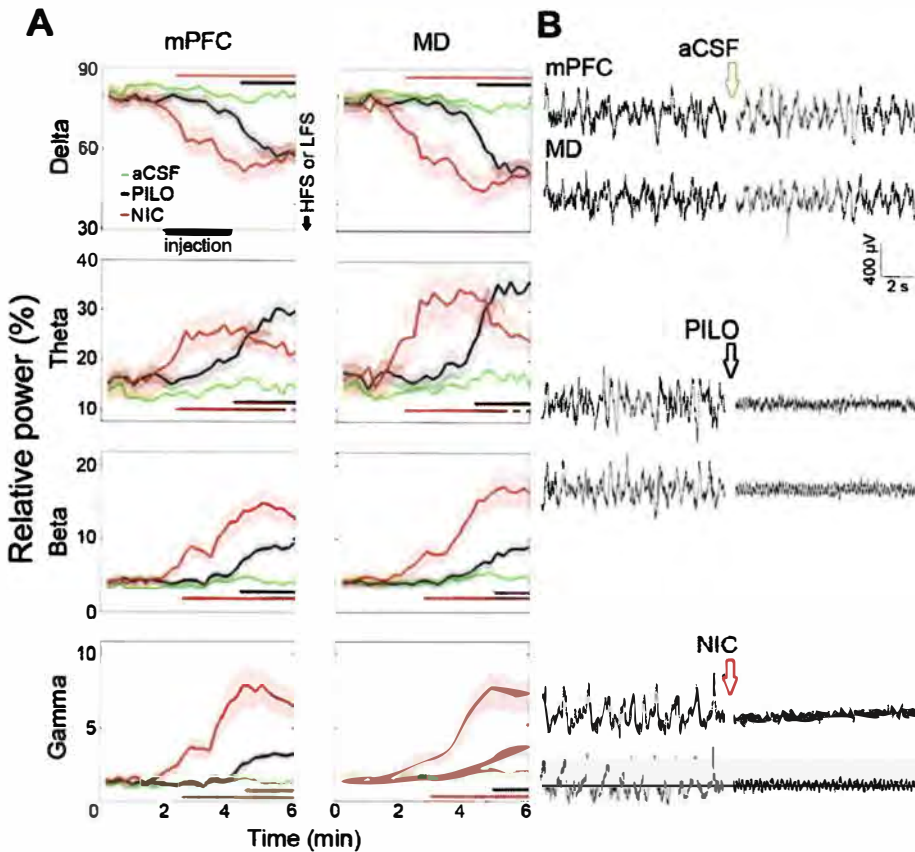 A
B
mPFC
MD
aCSF
mPFC
MD
90
60
30
Delta
aCSF
PILO
NIC
injection
HFS or LFS
400 µV
2 s
Relative power (%)
40
30
20
10
Theta
PILO
20
10
0
Beta
NIC
10
5
0
Gamma
2
4
6
0
2
4
6
Time (min)